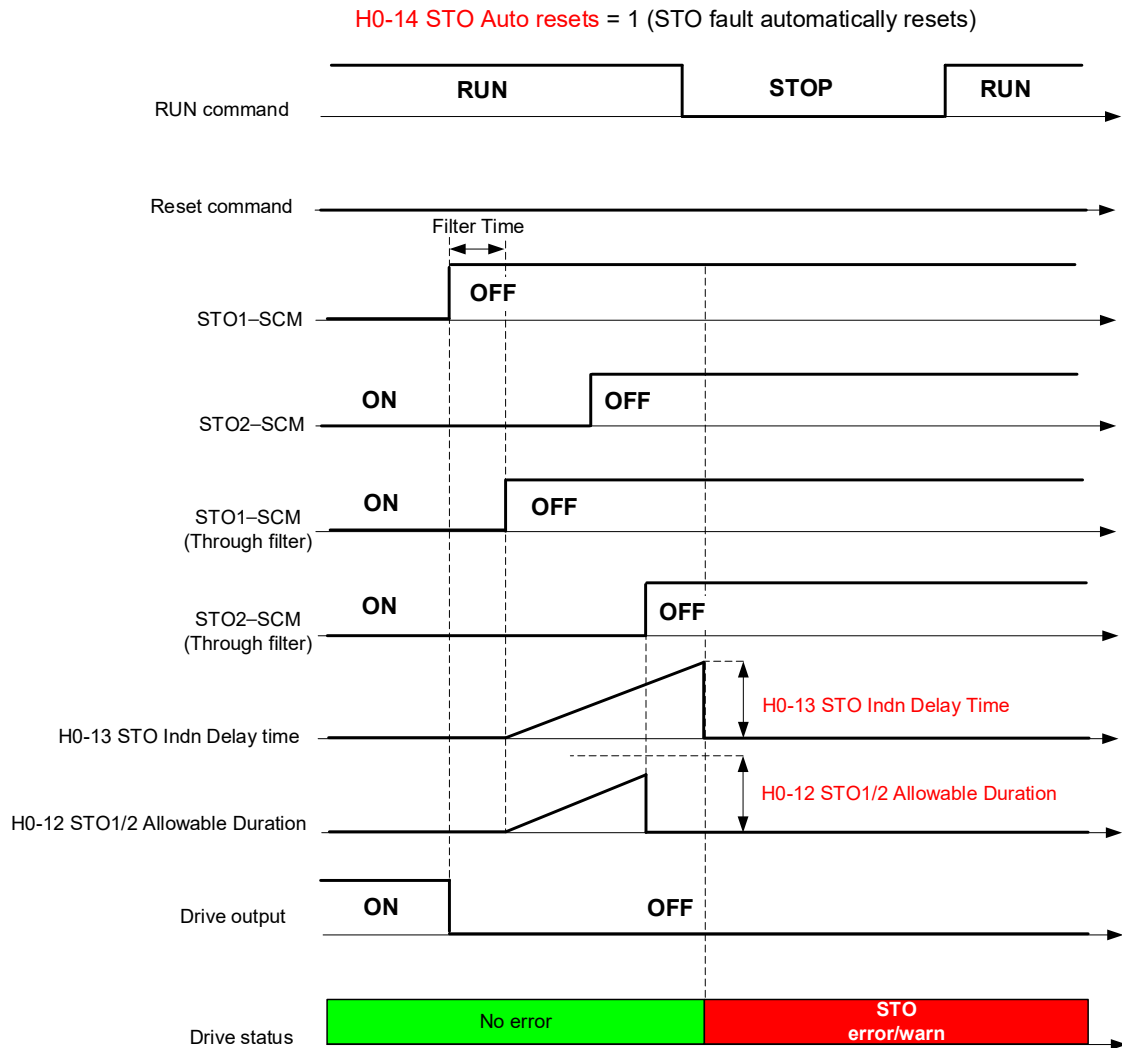 H0-14 STO Auto resets = 1 (STO fault automatically resets)
RUN STOP RUN
RUN command
Reset command
Filter Time
OFF
STO1–SCM
ON OFF
STO2–SCM
ON OFF
STO1–SCM
(Through filter)
ON OFF
STO2–SCM
(Through filter)
H0-13 STO Indn Delay Time
H0-13 STO Indn Delay time
H0-12 STO1/2 Allowable Duration
H0-12 STO1/2 Allowable Duration
ON OFF
Drive output
No error
STO
error/warn
Drive status